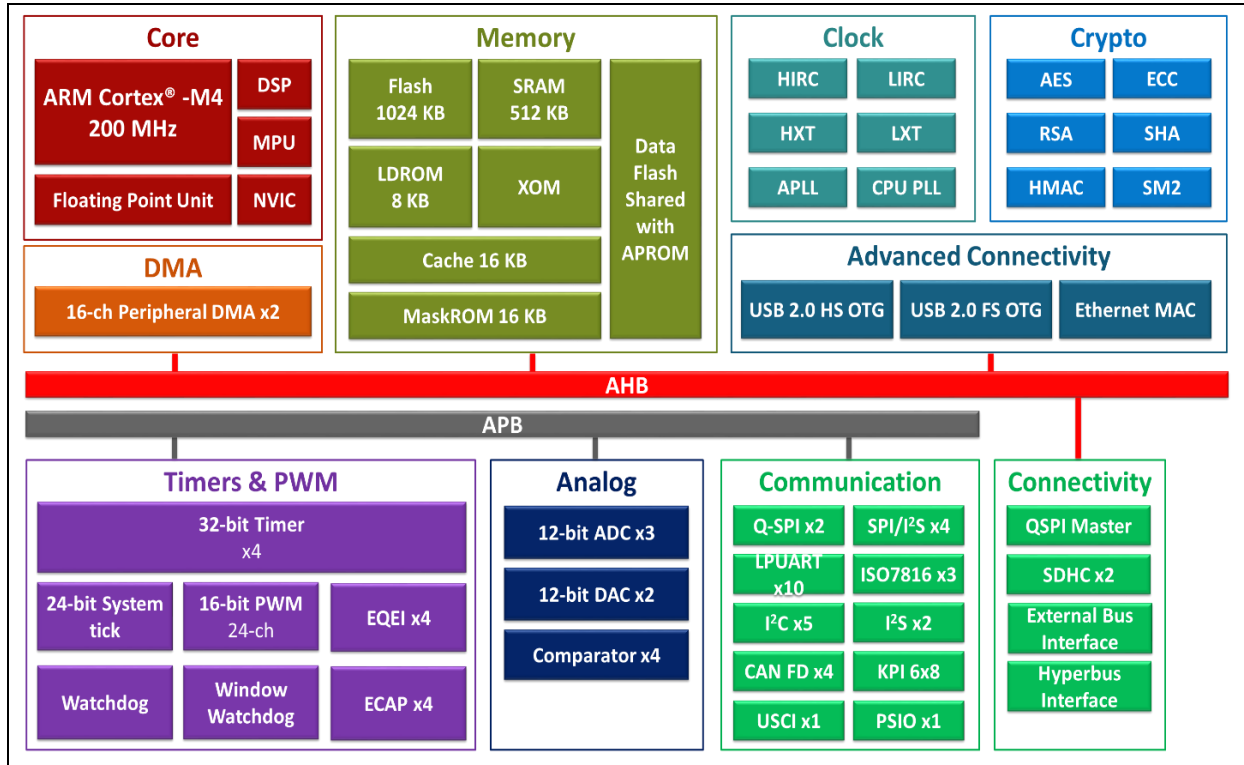 Core
ARM Cortex® -M4
200 MHz
DSP
MPU
Floating Point Unit
NVIC
DMA
16-ch Peripheral DMA x2
Memory
Flash
1024 KB
SRAM
512 KB
LDROM
8 KB
XOM
Data
Flash
Shared
with
APROM
Cache 16 KB
MaskROM 16 KB
Clock
HIRC
LIRC
HXT
LXT
APLL
CPU PLL
Crypto
AES
ECC
RSA
SHA
HMAC
SM2
Advanced Connectivity
USB 2.0 HS OTG
USB 2.0 FS OTG
Ethernet MAC
AHB
APB
Timers & PWM
32-bit Timer
x4
24-bit System
tick
16-bit PWM
24-ch
EQEI x4
Watchdog
Window
Watchdog
ECAP x4
Analog
12-bit ADC x3
12-bit DAC x2
Comparator x4
Communication
Q-SPI x2
SPI/I²S x4
LPUART
x10
ISO7816 x3
I²C x5
I²S x2
CAN FD x4
KPI 6x8
USCI x1
PSIO x1
Connectivity
QSPI Master
SDHC x2
External Bus
Interface
Hyperbus
Interface